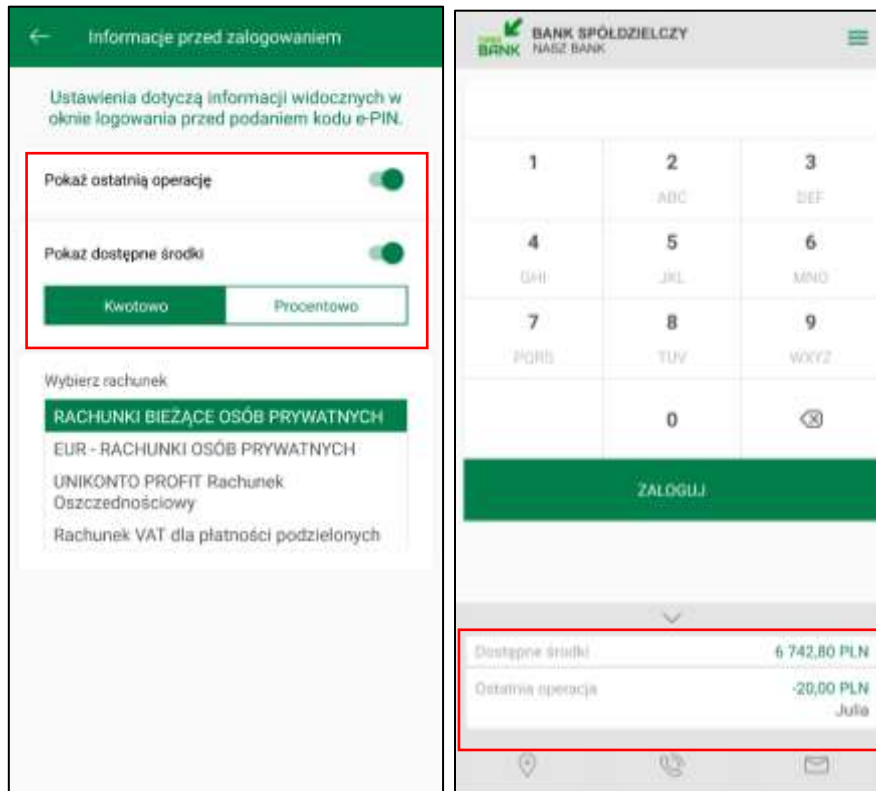 Informacje przed zalogowaniem
Ustawienia dotyczą informacji widocznych w
oknie logowania przed podaniem kodu e-PIN.
Pokaż ostatnią operację
Pokaż dostępne środki
Kwotowo Procentowo
Wybierz rachunek
RACHUNKI BIEŻĄCE OSÓB PRYWATNYCH
EUR - RACHUNKI OSÓB PRYWATNYCH
UNIKONTO PROFIT Rachunek
Oszczędnościowy
Rachunek VAT dla płatności podzielonych
BANK
BANK SPÓŁDZIELCZY
NASZ BANK
1 2 3
ABC DEF
4 5 6
GHI JKL MNO
7 8 9
PQRS TUV WXYZ
0
ZALOGUJ
Dostępne środki 6 742,80 PLN
Ostatnia operacja -20,00 PLN
Julia